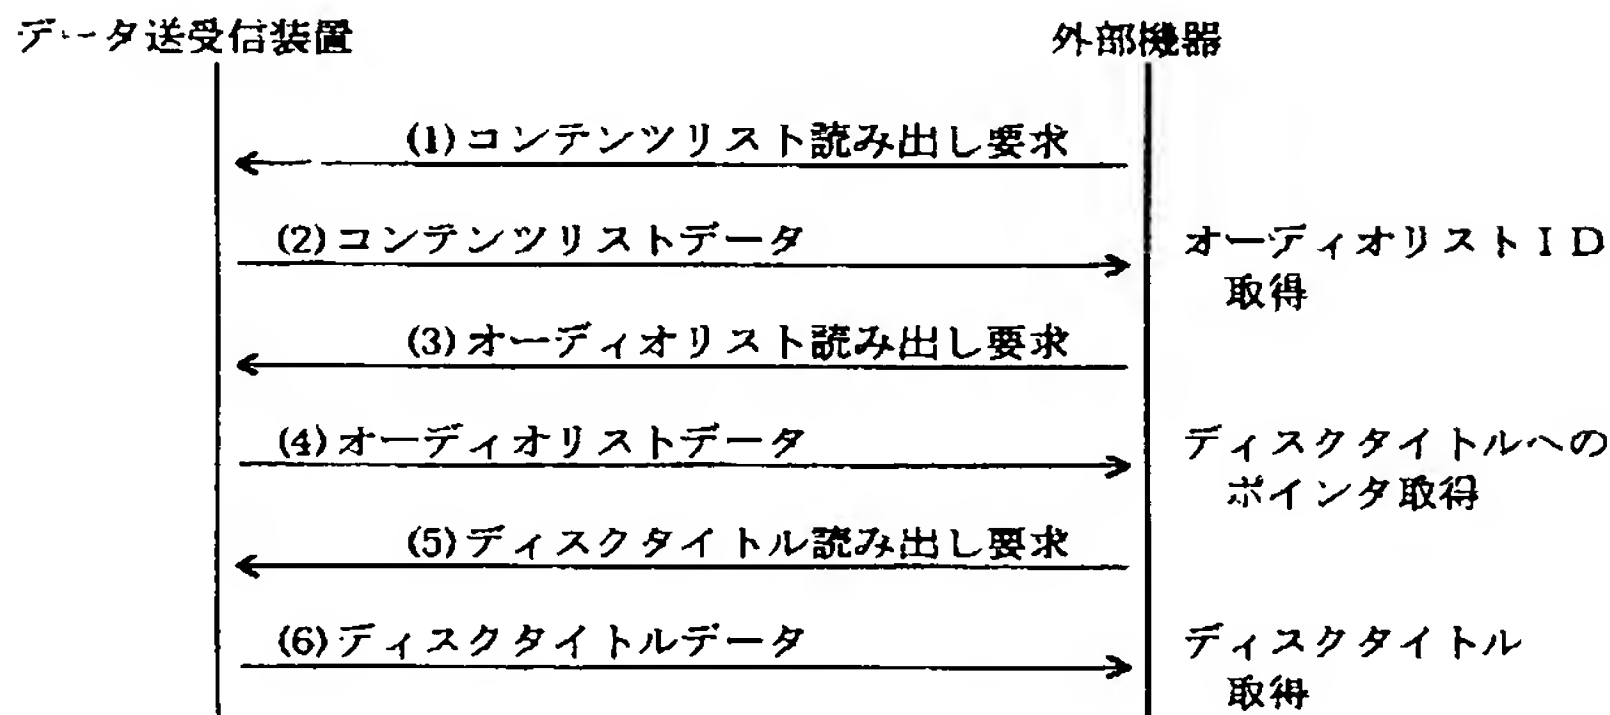 データ送受信装置 外部機器
(1)コンテンツリスト読み出し要求
(2)コンテンツリストデータ
オーディオリストＩＤ
取得
(3)オーディオリスト読み出し要求
(4)オーディオリストデータ
ディスクタイトルへの
ポインタ取得
(5)ディスクタイトル読み出し要求
(6)ディスクタイトルデータ
ディスクタイトル
取得